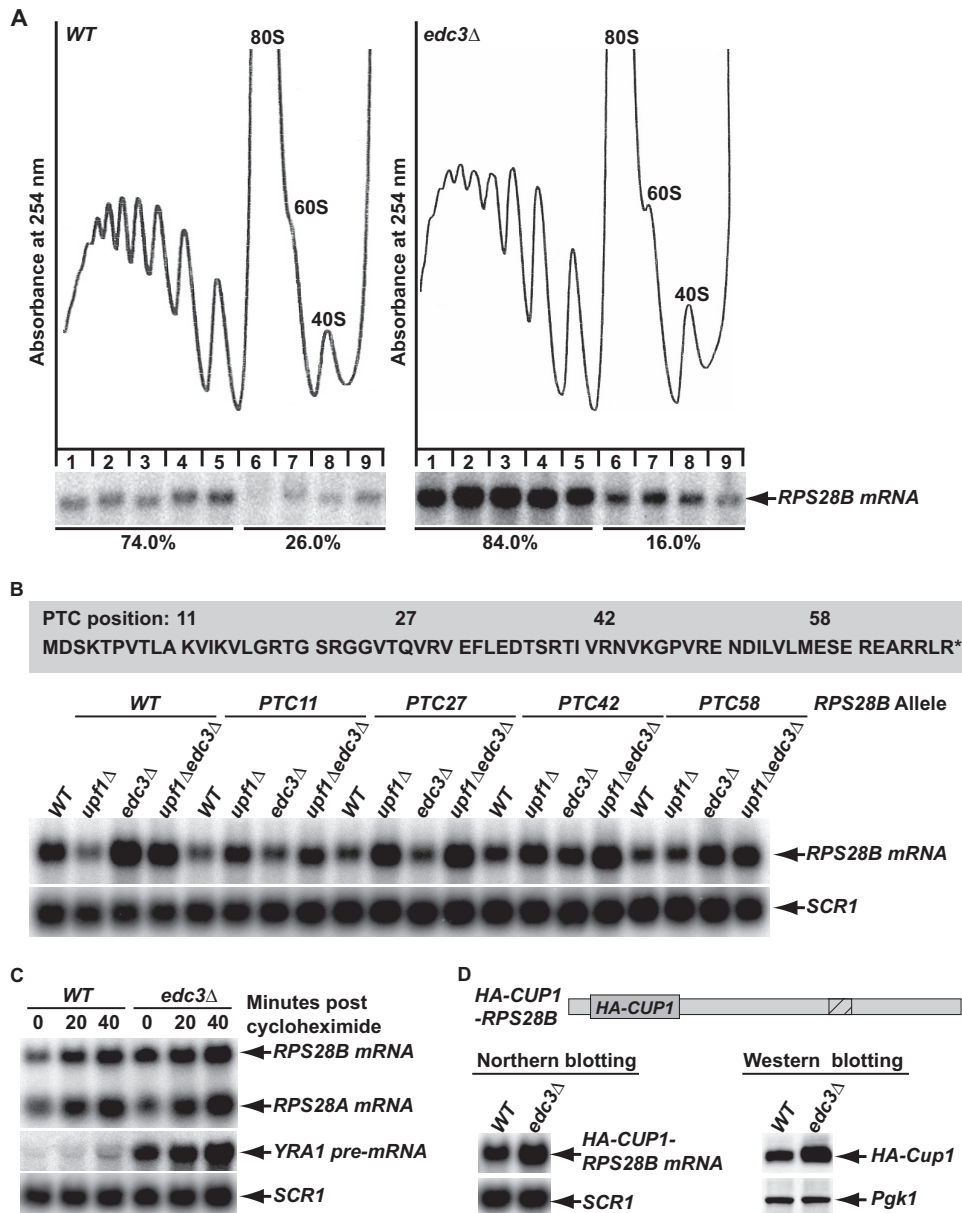 A
WT
80S
60S
40S
Absorbance at 254 nm
1 2 3 4 5 6 7 8 9
74.0% 26.0%
edc3Δ
80S
60S
40S
Absorbance at 254 nm
1 2 3 4 5 6 7 8 9
RPS28B mRNA
84.0% 16.0%
B
PTC position: 11 27 42 58
MDSKTPVTLA KVIKVLGRTG SRGGVTQVRV EFLEDTSRTI VRNVKGPVRE NDILVLMESE REARRLR*
WT PTC11 PTC27 PTC42 PTC58 RPS28B Allele
WT upf1Δ edc3Δ upf1Δedc3Δ WT upf1Δ edc3Δ upf1Δedc3Δ WT upf1Δ edc3Δ upf1Δedc3Δ WT upf1Δ edc3Δ upf1Δedc3Δ WT upf1Δ edc3Δ upf1Δedc3Δ
RPS28B mRNA
SCR1
C
WT edc3Δ
0 20 40 0 20 40
Minutes post
cycloheximide
RPS28B mRNA
RPS28A mRNA
YRA1 pre-mRNA
SCR1
D
HA-CUP1
-RPS28B
HA-CUP1
Northern blotting
WT edc3Δ
HA-CUP1-
RPS28B mRNA
SCR1
Western blotting
WT edc3Δ
HA-Cup1
Pgk1